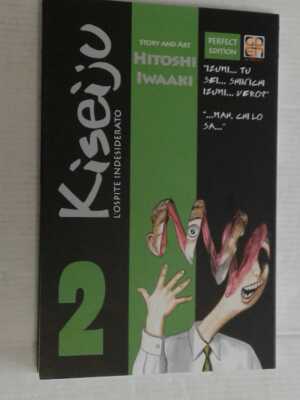 Kiseiju
L'OSPITE INDESIDERATO
2
STORY AND ART
HITOSHI
IWAAKI
PERFECT
EDITION
"IZUMI... TU
SEI... SHINICHI
IZUMI... VERO?"
"...MAH. CHI LO
SA..."